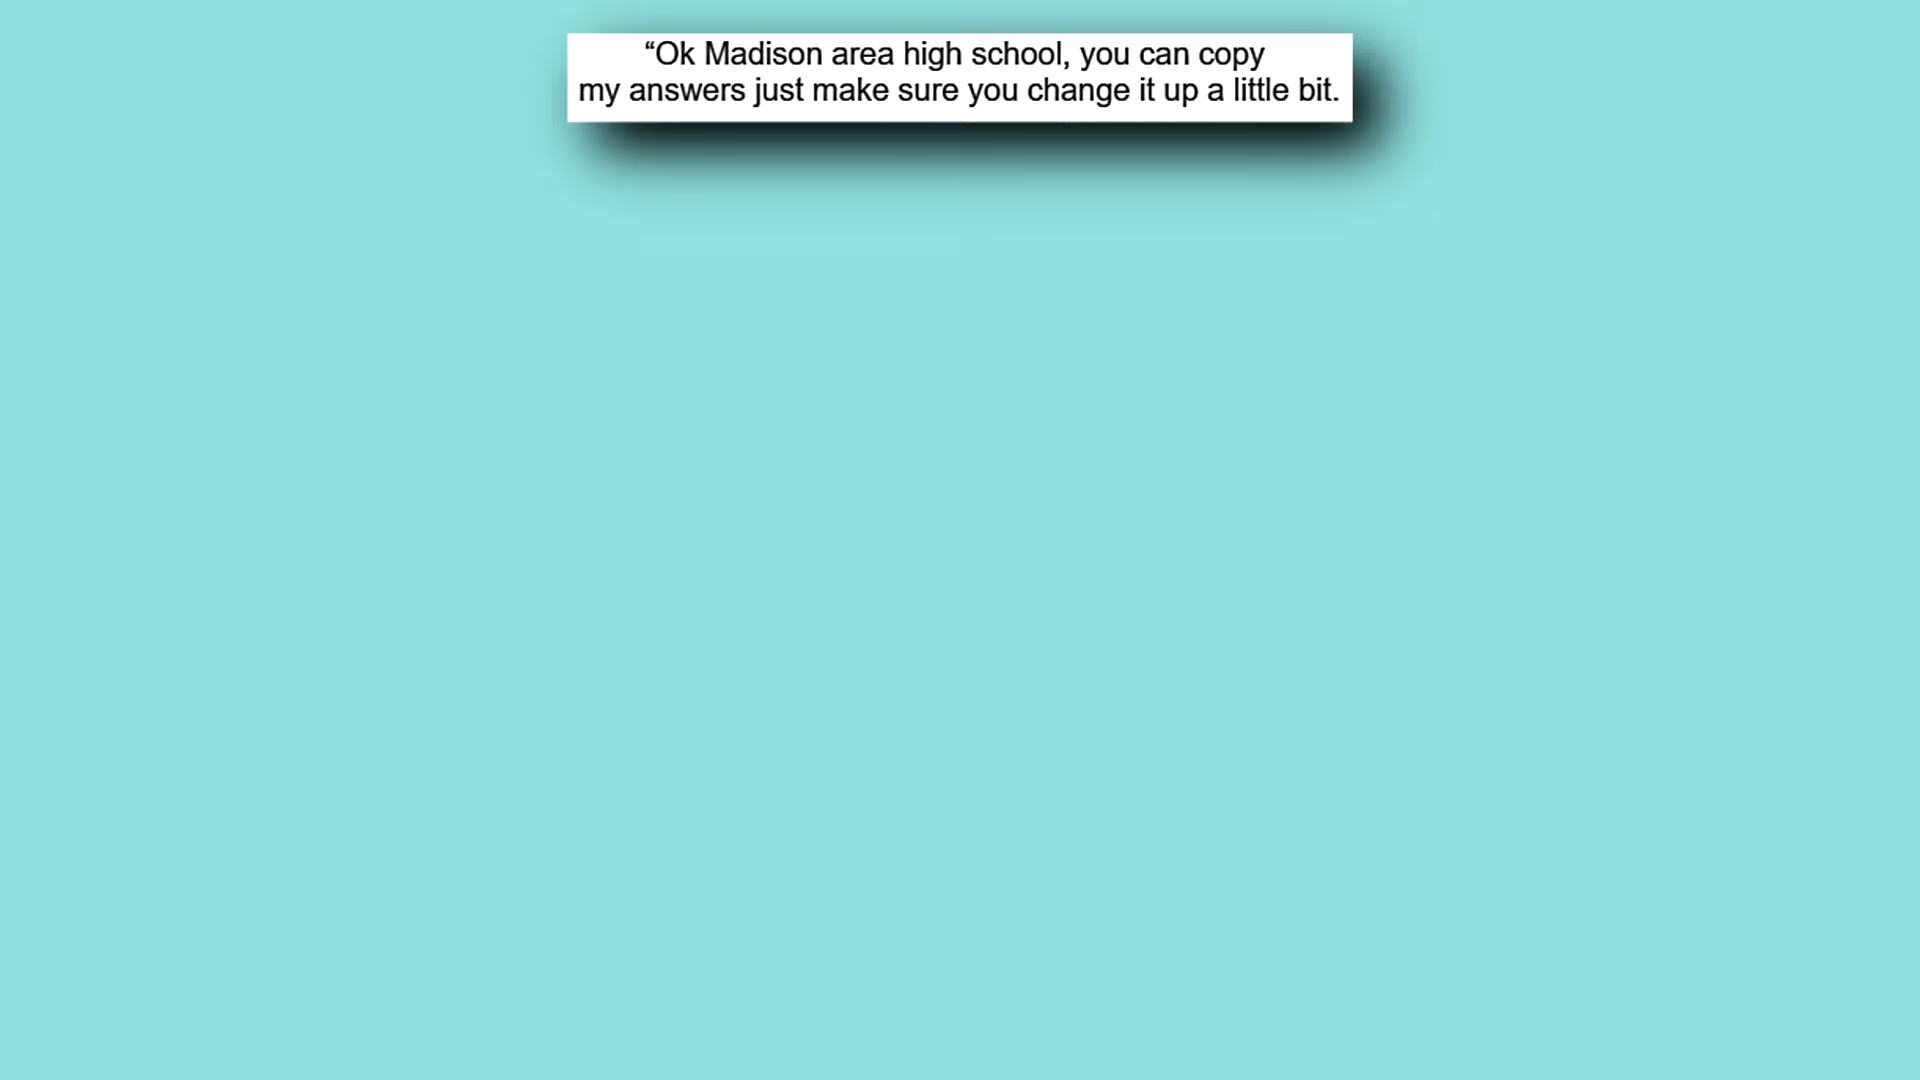 “Ok Madison area high school, you can copy
my answers just make sure you change it up a little bit.